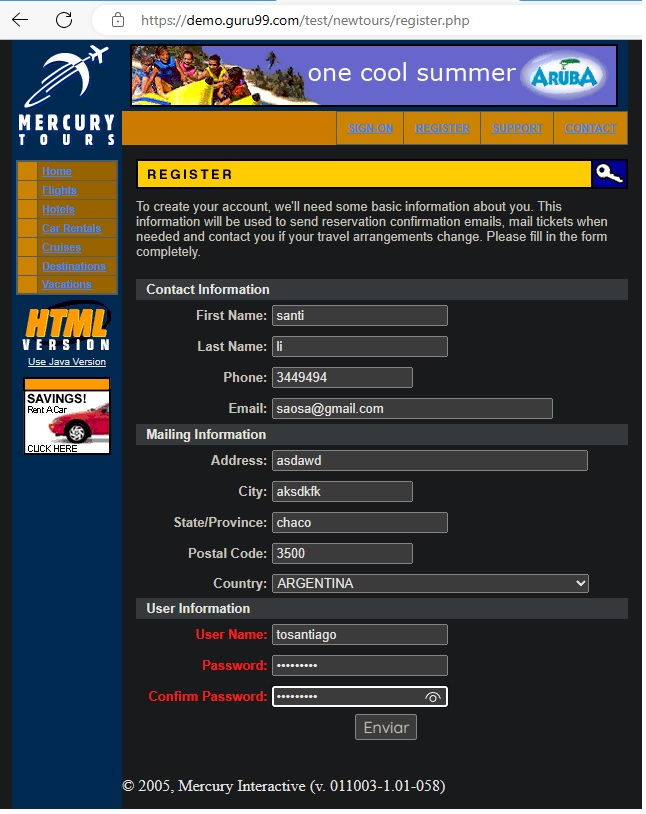 https://demo.guru99.com/test/newtours/register.php
one cool summer ARUBA
MERCURY
TOURS
SIGN-ON REGISTER SUPPORT CONTACT
Home
Flights
Hotels
Car Rentals
Cruises
Destinations
Vacations
HTML
VERSION
Use Java Version
SAVINGS!
Rent A Car
CLICK HERE
REGISTER
To create your account, we'll need some basic information about you. This
information will be used to send reservation confirmation emails, mail tickets when
needed and contact you if your travel arrangements change. Please fill in the form
completely.
Contact Information
First Name: santi
Last Name: li
Phone: 3449494
Email: saosa@gmail.com
Mailing Information
Address: asdawd
City: aksdkfk
State/Province: chaco
Postal Code: 3500
Country: ARGENTINA
User Information
User Name: tosantiago
Password: •••••••••
Confirm Password: •••••••••
Enviar
© 2005, Mercury Interactive (v. 011003-1.01-058)